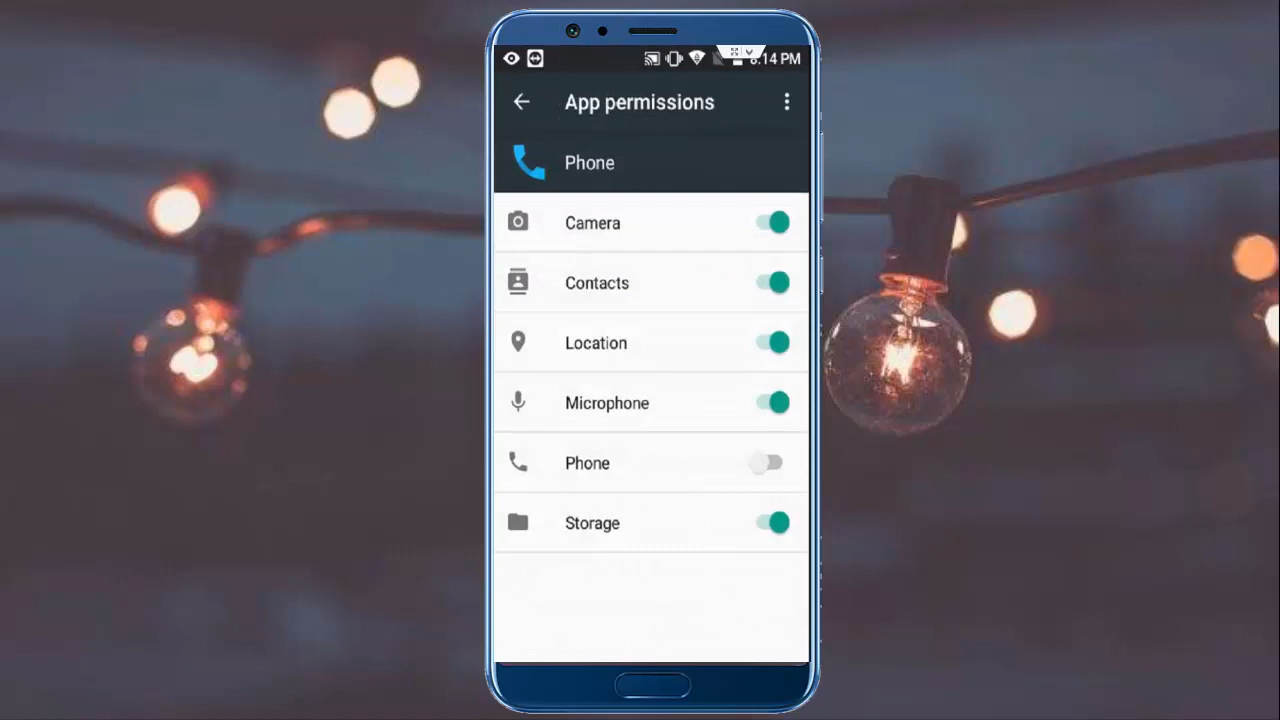 8:14 PM
App permissions
Phone
Camera
Contacts
Location
Microphone
Phone
Storage